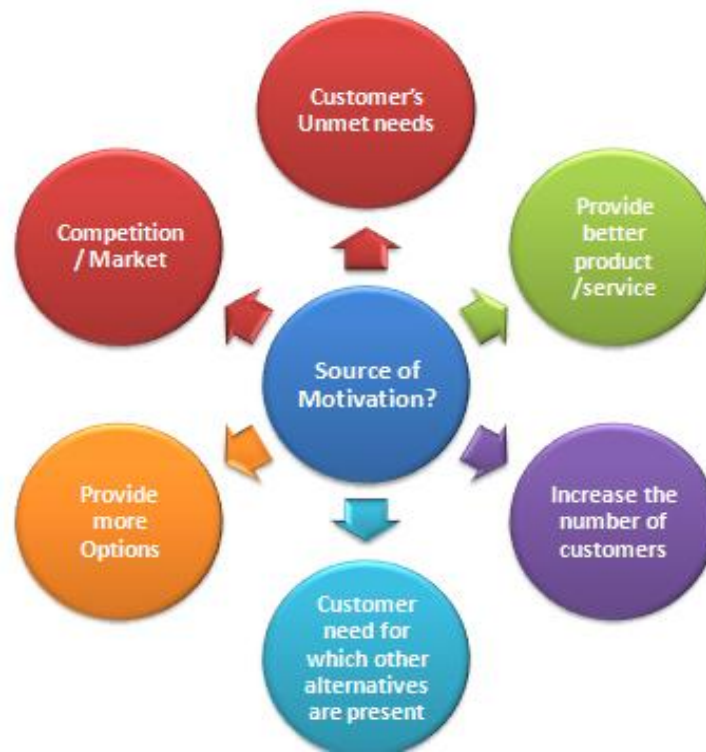 Customer's
Unmet needs
Competition
/ Market
Provide
better
product
/service
Source of
Motivation?
Provide
more
Options
Increase the
number of
customers
Customer
need for
which other
alternatives
are present